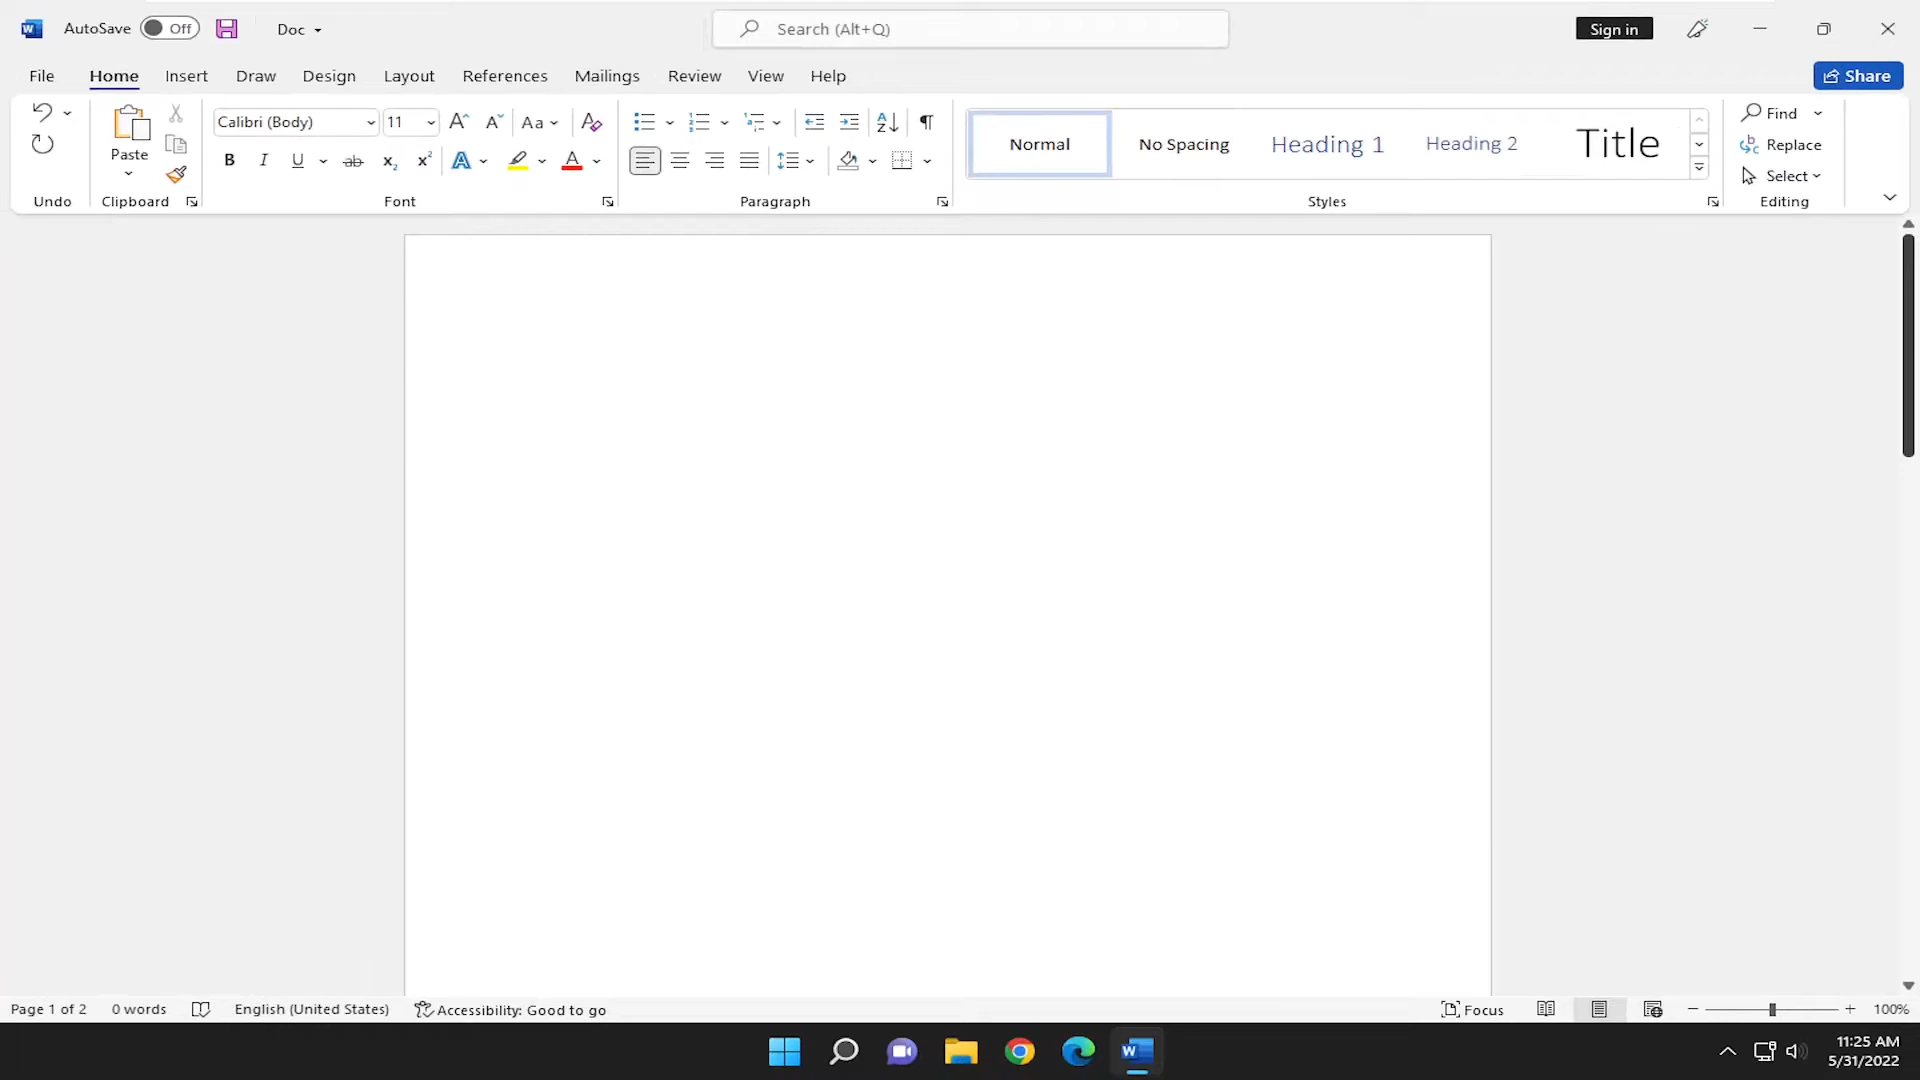 AutoSave Off Doc Search (Alt+Q) Sign in
File Home Insert Draw Design Layout References Mailings Review View Help Share
Paste Calibri (Body) 11 Aa Normal No Spacing Heading 1 Heading 2 Title Find
Replace
B I U ab x₂ x² A A Select
Undo Clipboard Font Paragraph Styles Editing
Page 1 of 2 0 words English (United States) Accessibility: Good to go Focus 100%
11:25 AM
5/31/2022